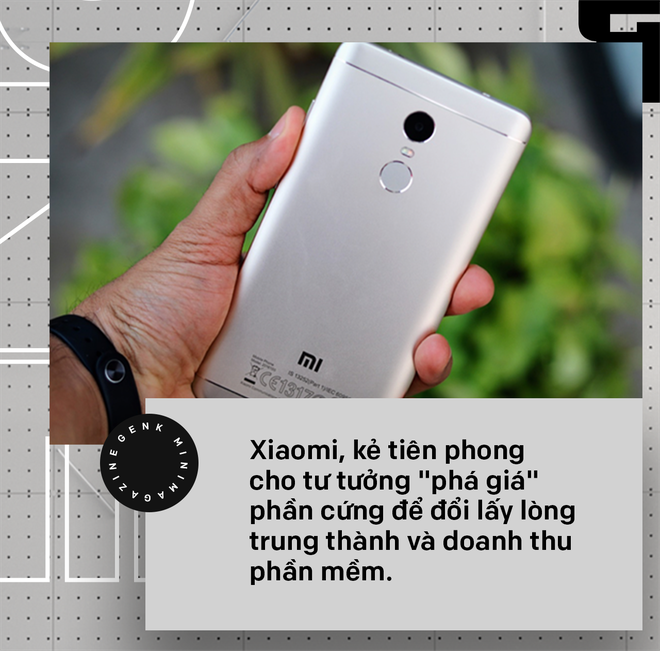 mi
CE1313
Xiaomi, kẻ tiên phong
cho tư tưởng "phá giá"
phần cứng để đổi lấy lòng
trung thành và doanh thu
phần mềm.
GENK MINIMAGAZINE